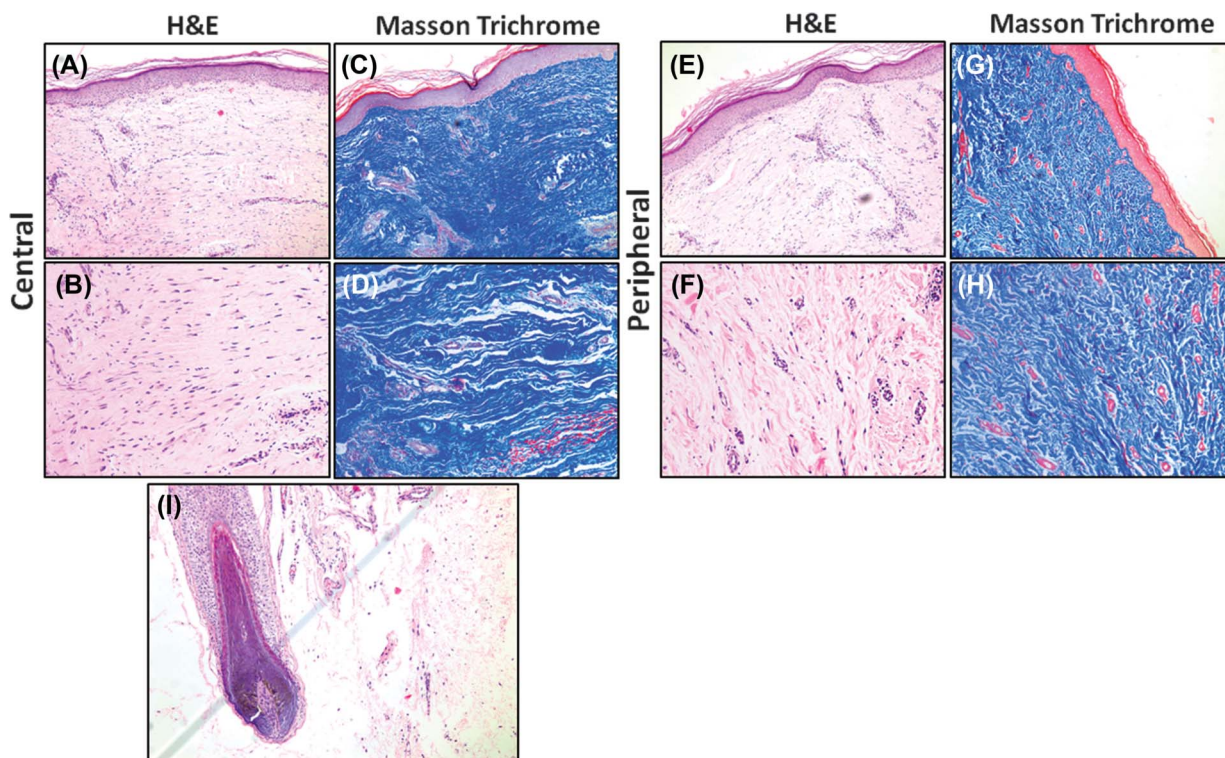 H&E
Masson Trichrome
H&E
Masson Trichrome
Central
(A)
(C)
(B)
(D)
Peripheral
(E)
(G)
(F)
(H)
(I)